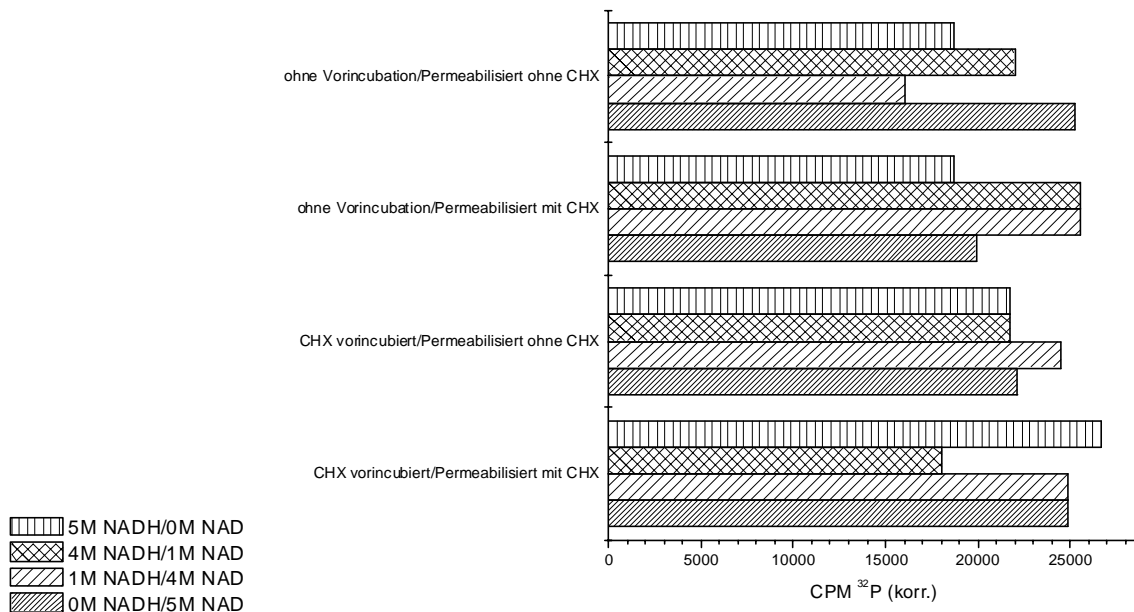 ohne Vorincubation/Permeabilisiert ohne CHX
ohne Vorincubation/Permeabilisiert mit CHX
CHX vorincubiert/Permeabilisiert ohne CHX
CHX vorincubiert/Permeabilisiert mit CHX
5M NADH/0M NAD
4M NADH/1M NAD
1M NADH/4M NAD
0M NADH/5M NAD
0 5000 10000 15000 20000 25000
CPM ³²P (korr.)